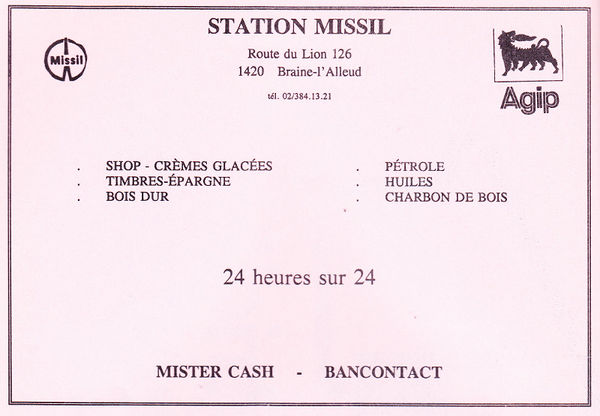 STATION MISSIL
Missil
Route du Lion 126
1420 Braine-l'Alleud
tél. 02/384.13.21
Agip
. SHOP - CRÈMES GLACÉES
. TIMBRES-ÉPARGNE
. BOIS DUR
. PÉTROLE
. HUILES
. CHARBON DE BOIS
24 heures sur 24
MISTER CASH - BANCONTACT